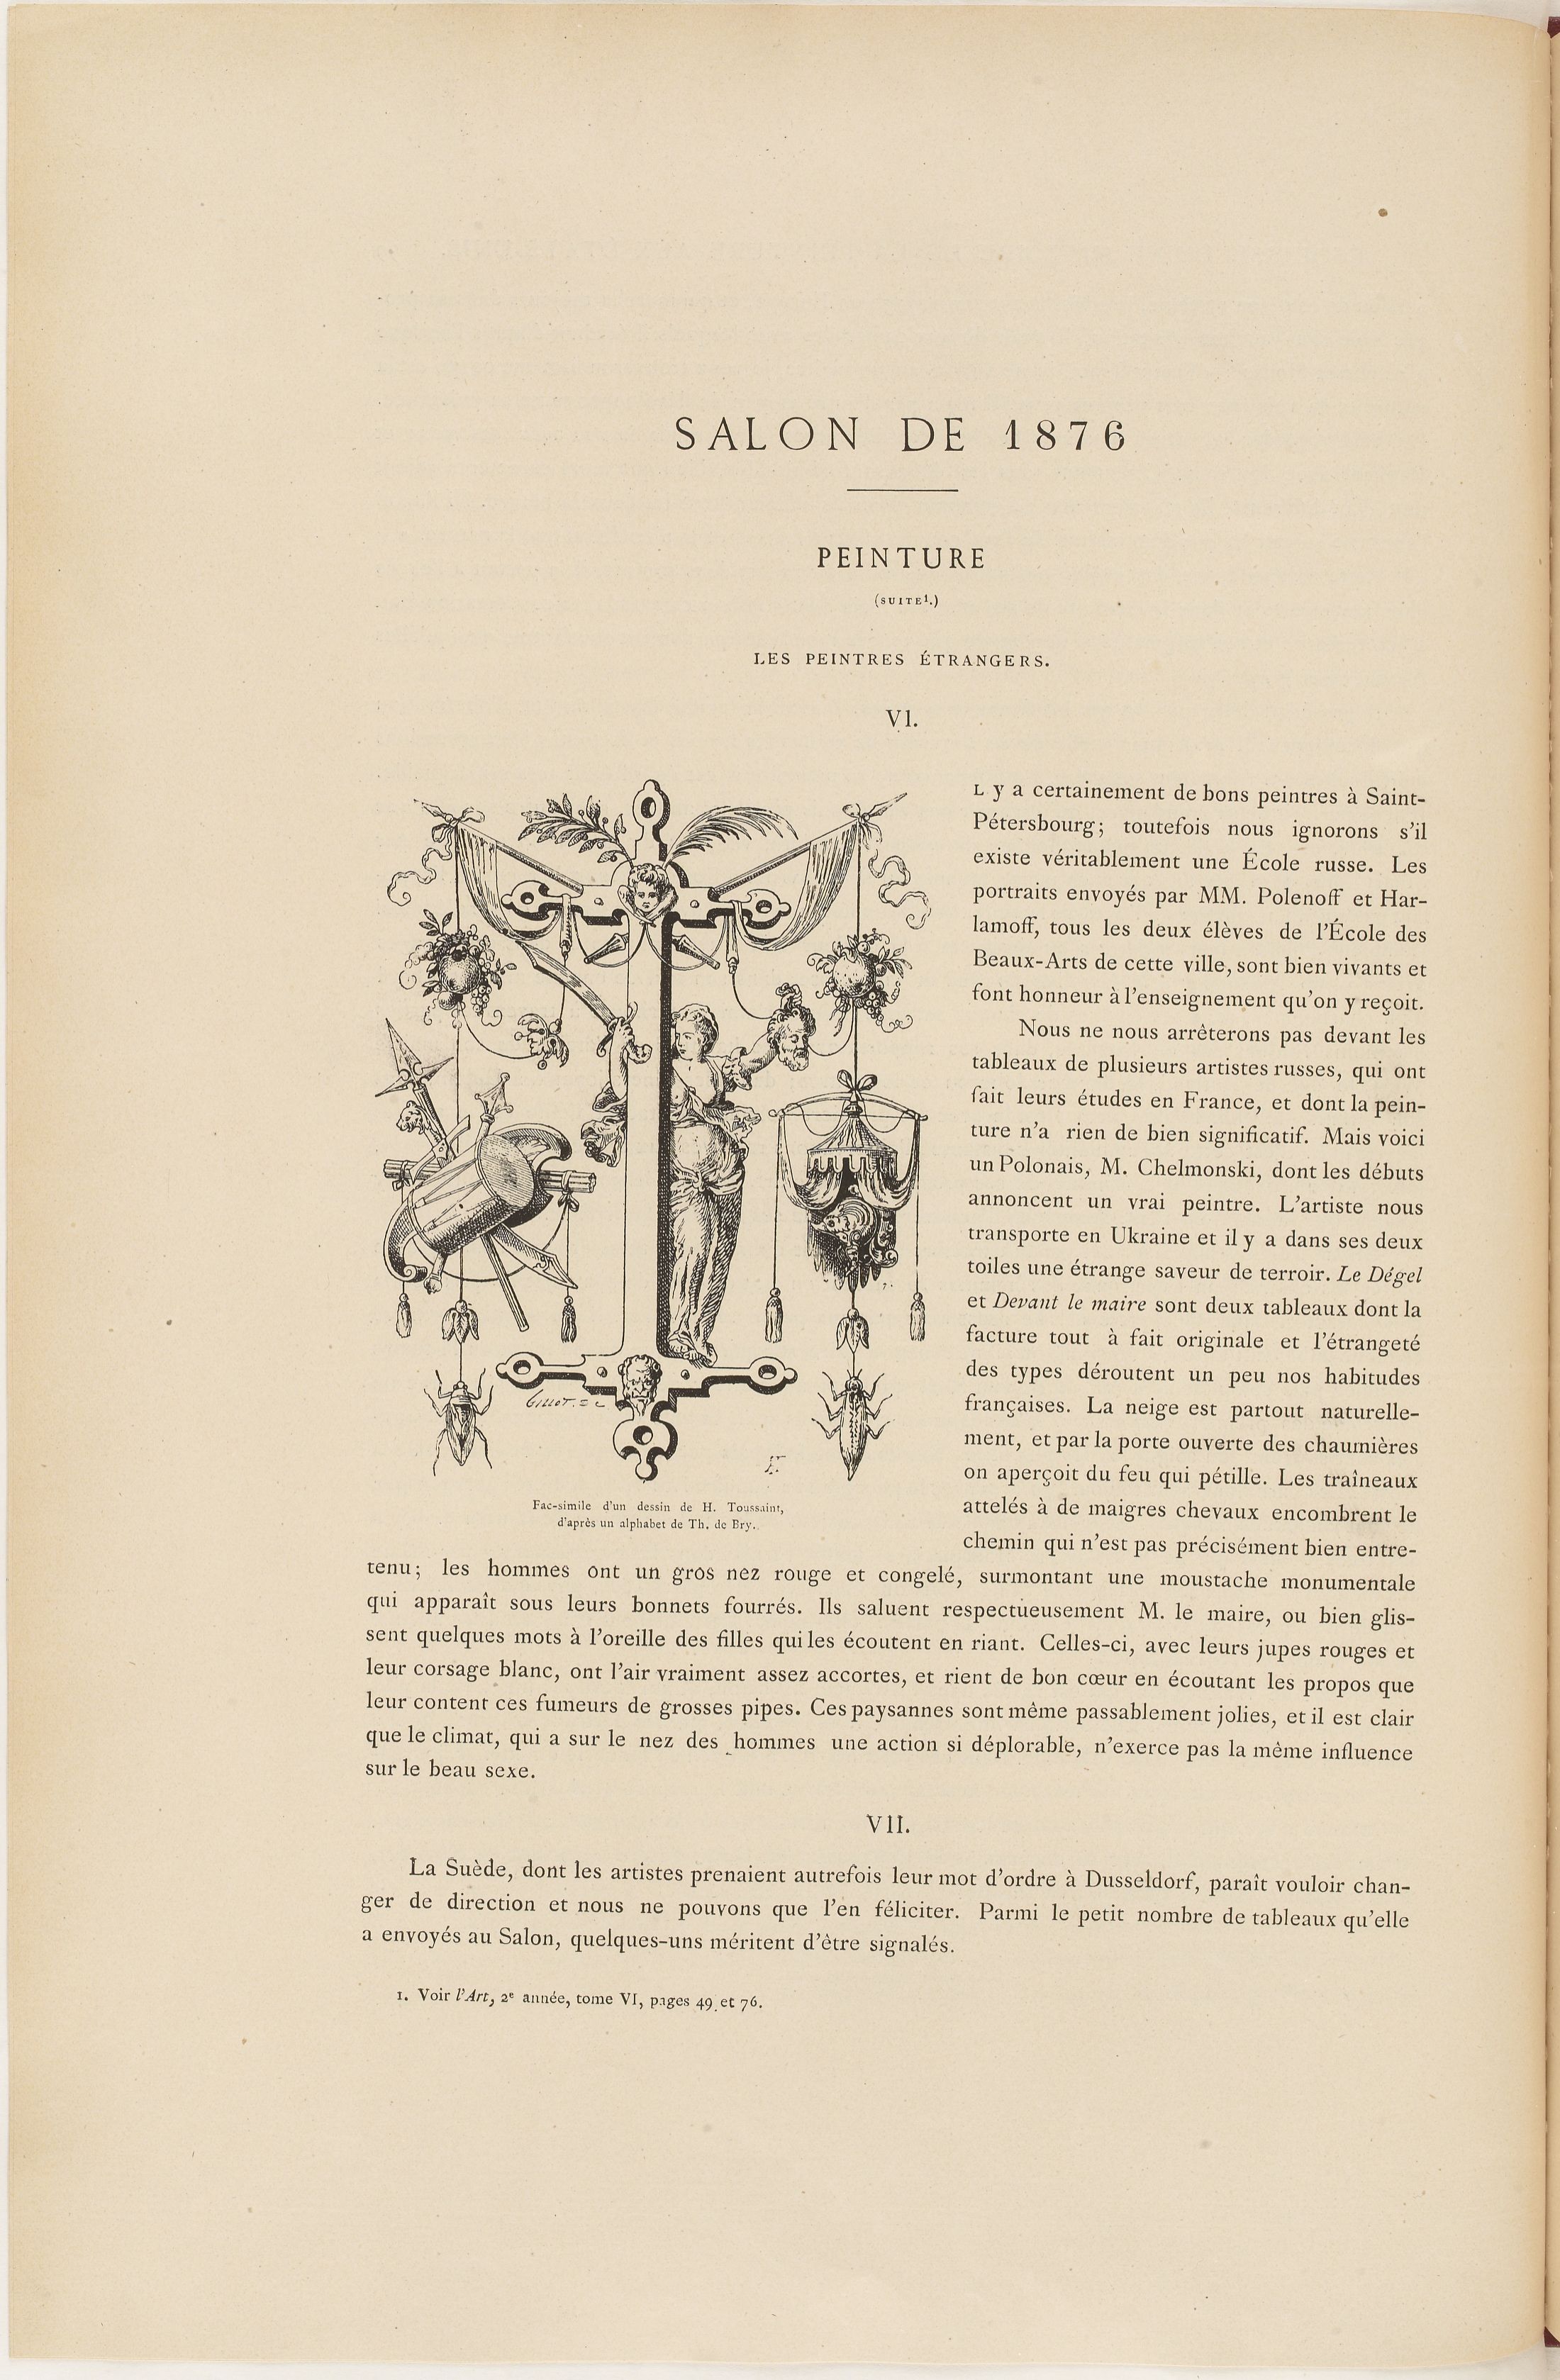 SALON DE 1876
PEINTURE
(SUITE1.)
LES PEINTRES ÉTRANGERS.
VI.
L y a certainement de bons peintres à Saint-
Pétersbourg; toutefois nous ignorons s'il
existe véritablement une École russe. Les
portraits envoyés par MM. Polenoff et Har-
lamoff, tous les deux élèves de l'École des
Beaux-Arts de cette ville, sont bien vivants et
font honneur à l'enseignement qu'on y reçoit.
Nous ne nous arrêterons pas devant les
tableaux de plusieurs artistes russes, qui ont
fait leurs études en France, et dont la pein-
ture n'a rien de bien significatif. Mais voici
un Polonais, M. Chelmonski, dont les débuts
annoncent un vrai peintre. L'artiste nous
transporte en Ukraine et il y a dans ses deux
toiles une étrange saveur de terroir. Le Dégel
et Devant le maire sont deux tableaux dont la
facture tout à fait originale et l'étrangeté
des types déroutent un peu nos habitudes
françaises. La neige est partout naturelle-
ment, et par la porte ouverte des chaumières
on aperçoit du feu qui pétille. Les traîneaux
attelés à de maigres chevaux encombrent le
chemin qui n'est pas précisément bien entre-
GILLOT. sc
Fac-simile d'un dessin de H. Toussaint,
d'après un alphabet de Th. de Bry.
tenu; les hommes ont un gros nez rouge et congelé, surmontant une moustache monumentale
qui apparaît sous leurs bonnets fourrés. Ils saluent respectueusement M. le maire, ou bien glis-
sent quelques mots à l'oreille des filles qui les écoutent en riant. Celles-ci, avec leurs jupes rouges et
leur corsage blanc, ont l'air vraiment assez accortes, et rient de bon cœur en écoutant les propos que
leur content ces fumeurs de grosses pipes. Ces paysannes sont même passablement jolies, et il est clair
que le climat, qui a sur le nez des hommes une action si déplorable, n'exerce pas la même influence
sur le beau sexe.
VII.
La Suède, dont les artistes prenaient autrefois leur mot d'ordre à Dusseldorf, paraît vouloir chan-
ger de direction et nous ne pouvons que l'en féliciter. Parmi le petit nombre de tableaux qu'elle
a envoyés au Salon, quelques-uns méritent d'être signalés.
1. Voir l'Art, 2e année, tome VI, pages 49 et 76.